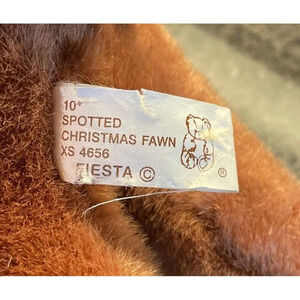 10"
SPOTTED
CHRISTMAS FAWN
XS 4656
FIESTA ©
®